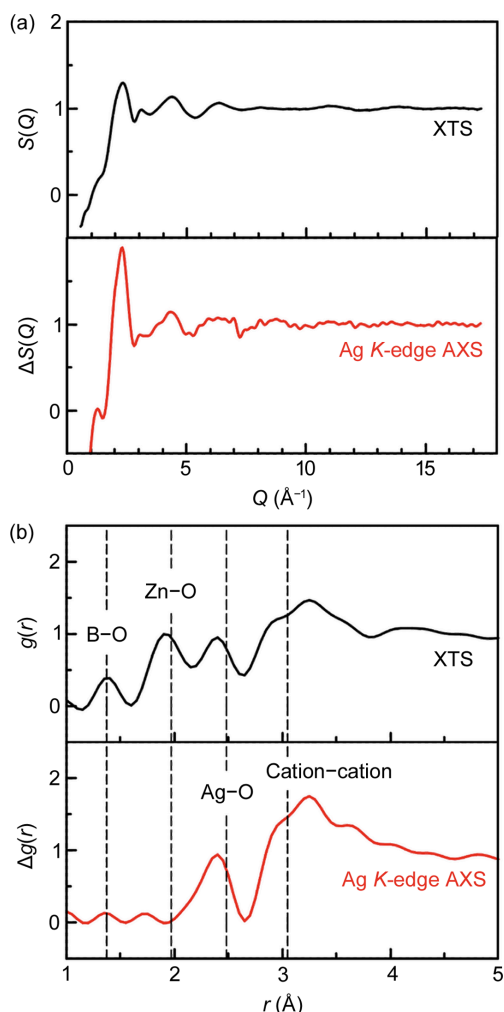 (a)
2
1
0
S(Q)
XTS
1
0
ΔS(Q)
Ag K-edge AXS
0 5 10 15
Q (Å⁻¹)
(b)
2
1
0
g(r)
B–O
Zn–O
XTS
2
1
0
Δg(r)
Cation–cation
Ag–O
Ag K-edge AXS
1 2 3 4 5
r (Å)